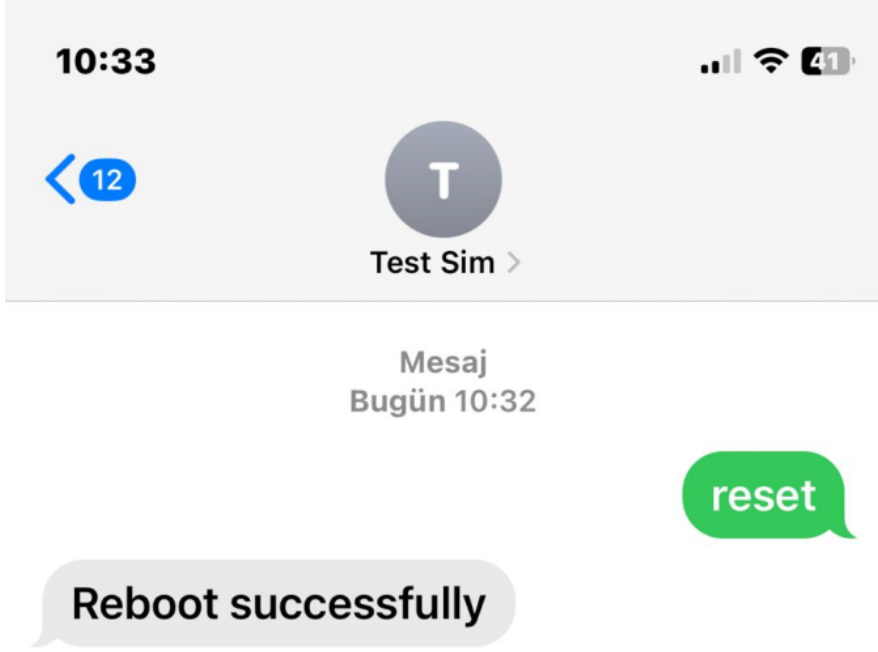 10:33
41
12
T
Test Sim
Mesaj
Bugün 10:32
reset
Reboot successfully